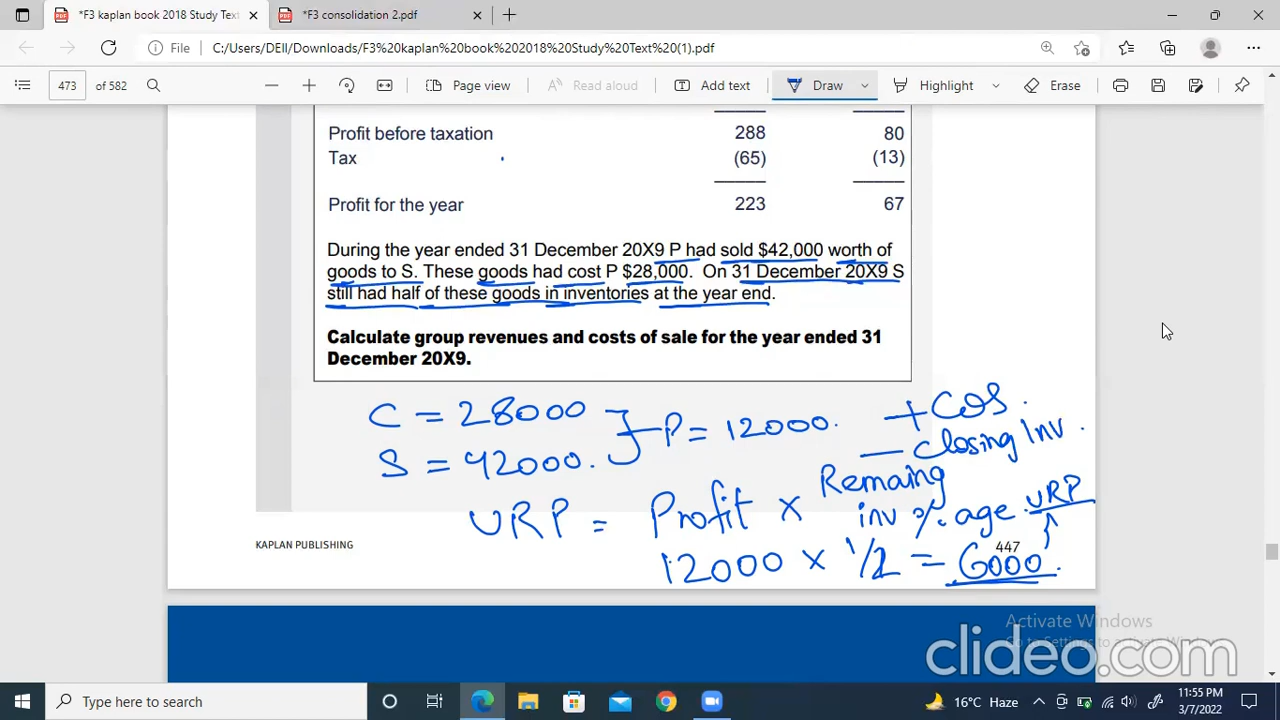 *F3 kaplan book 2018 Study Text
*F3 consolidation 2.pdf
File
C:/Users/DEll/Downloads/F3%20kaplan%20book%202018%20Study%20Text%20(1).pdf
473 of 582
Page view
Read aloud
Add text
Draw
Highlight
Erase
Profit before taxation 288 80
Tax (65) (13)
Profit for the year 223 67
During the year ended 31 December 20X9 P had sold $42,000 worth of
goods to S. These goods had cost P $28,000. On 31 December 20X9 S
still had half of these goods in inventories at the year end.
Calculate group revenues and costs of sale for the year ended 31
December 20X9.
C = 28000
S = 42000.
P = 12000.
+ COS.
- closing Inv.
URP = Profit x Remaing
inv %age URP
12000 x 1/2 = 6000.
KAPLAN PUBLISHING
447
Activate Windows
Go to Settings to activate Windows.
clideo.com
Type here to search
16°C Haze
11:55 PM
3/7/2022